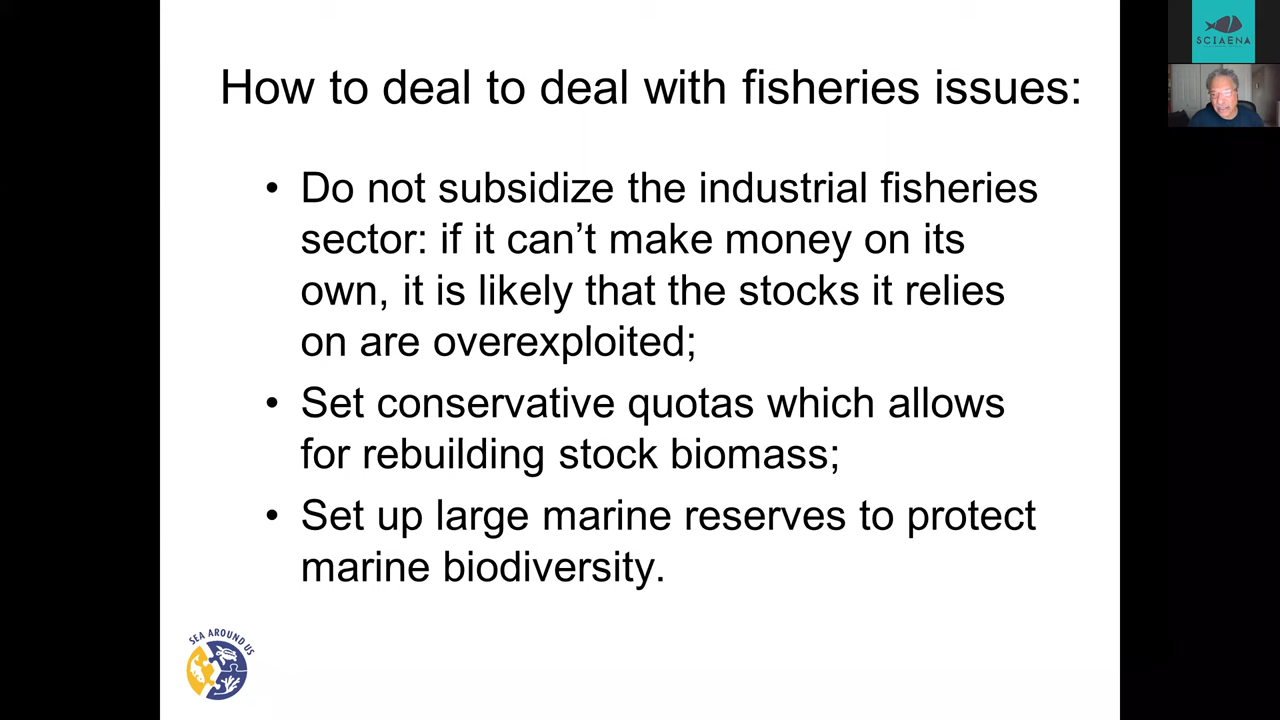 How to deal to deal with fisheries issues:
• Do not subsidize the industrial fisheries
sector: if it can’t make money on its
own, it is likely that the stocks it relies
on are overexploited;
• Set conservative quotas which allows
for rebuilding stock biomass;
• Set up large marine reserves to protect
marine biodiversity.
SEA AROUND US
SCIAENA